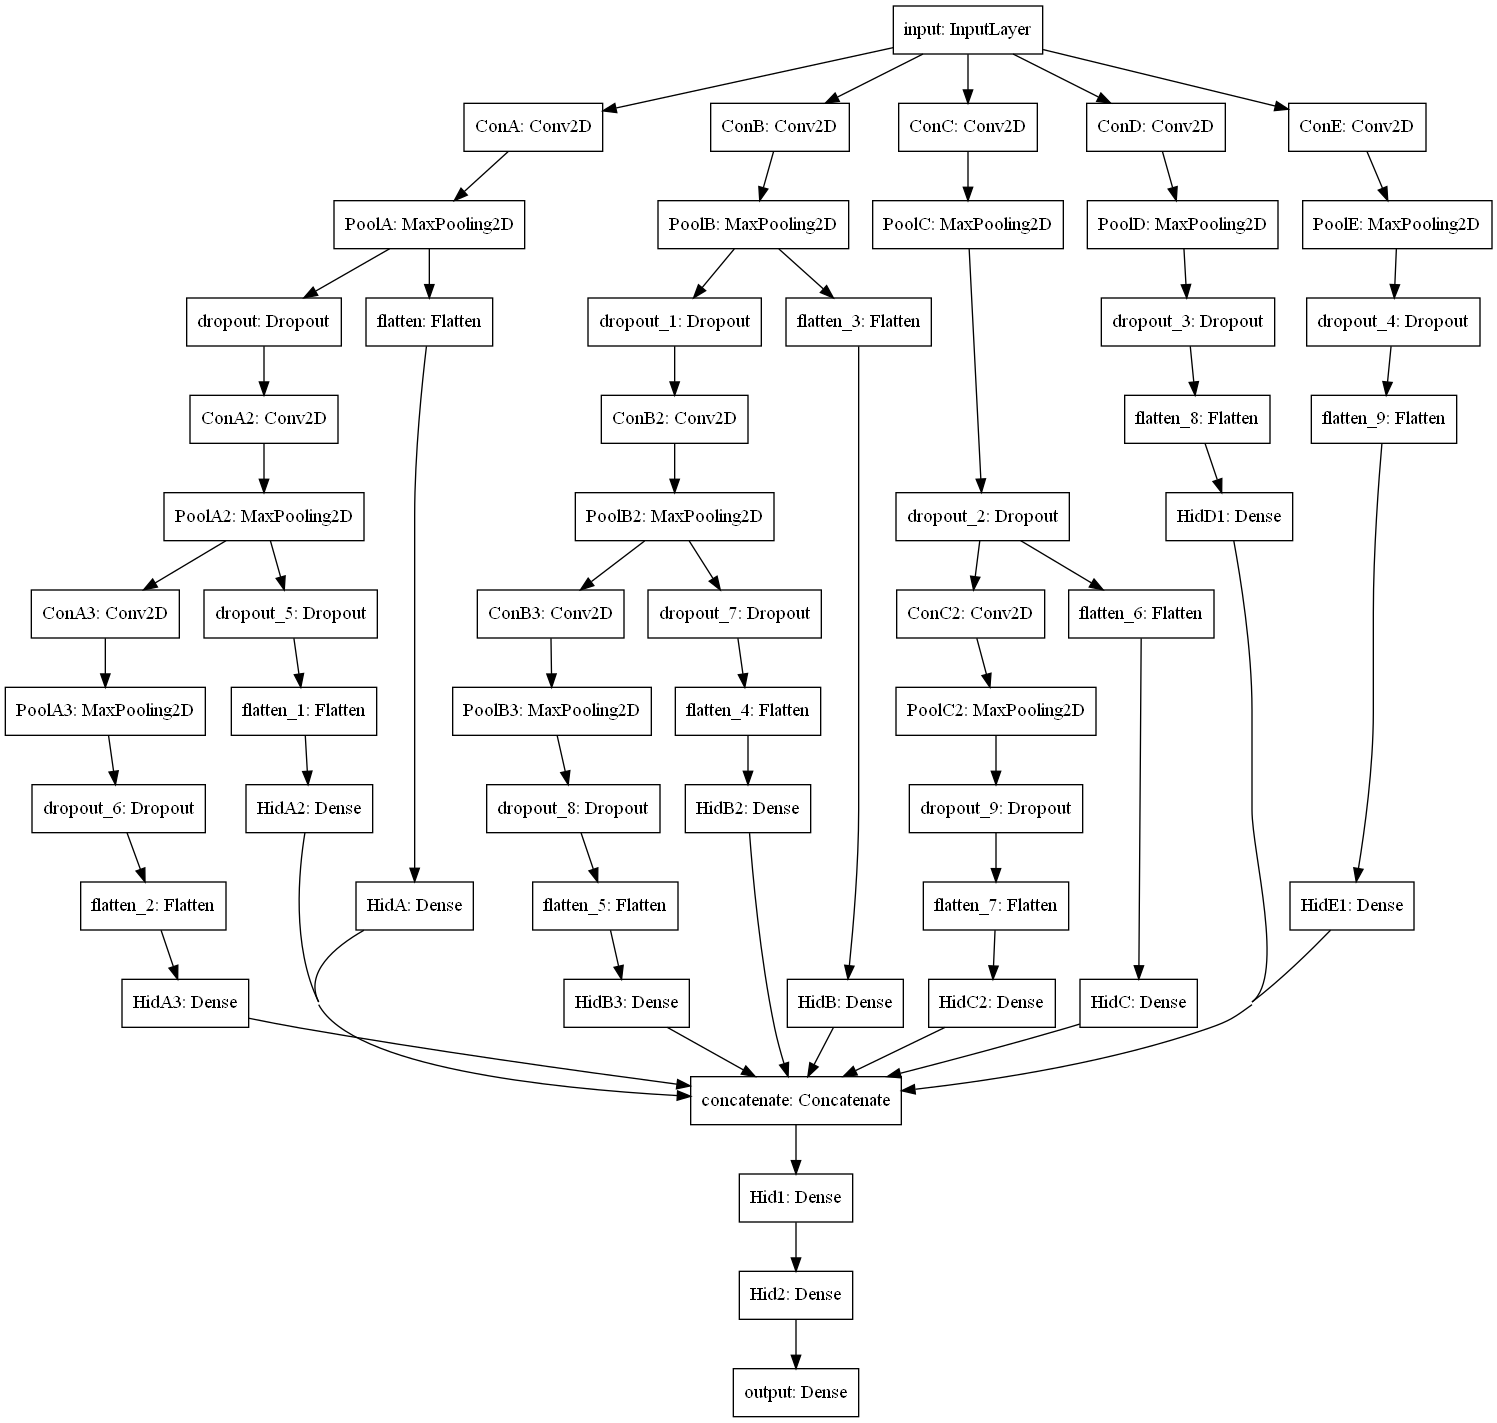 input: InputLayer
ConA: Conv2D
ConB: Conv2D
ConC: Conv2D
ConD: Conv2D
ConE: Conv2D
PoolA: MaxPooling2D
PoolB: MaxPooling2D
PoolC: MaxPooling2D
PoolD: MaxPooling2D
PoolE: MaxPooling2D
dropout: Dropout
flatten: Flatten
dropout_1: Dropout
flatten_3: Flatten
dropout_3: Dropout
dropout_4: Dropout
ConA2: Conv2D
ConB2: Conv2D
flatten_8: Flatten
flatten_9: Flatten
PoolA2: MaxPooling2D
PoolB2: MaxPooling2D
dropout_2: Dropout
HidD1: Dense
ConA3: Conv2D
dropout_5: Dropout
ConB3: Conv2D
dropout_7: Dropout
ConC2: Conv2D
flatten_6: Flatten
PoolA3: MaxPooling2D
flatten_1: Flatten
PoolB3: MaxPooling2D
flatten_4: Flatten
PoolC2: MaxPooling2D
dropout_6: Dropout
HidA2: Dense
dropout_8: Dropout
HidB2: Dense
dropout_9: Dropout
flatten_2: Flatten
HidA: Dense
flatten_5: Flatten
flatten_7: Flatten
HidE1: Dense
HidA3: Dense
HidB3: Dense
HidB: Dense
HidC2: Dense
HidC: Dense
concatenate: Concatenate
Hid1: Dense
Hid2: Dense
output: Dense